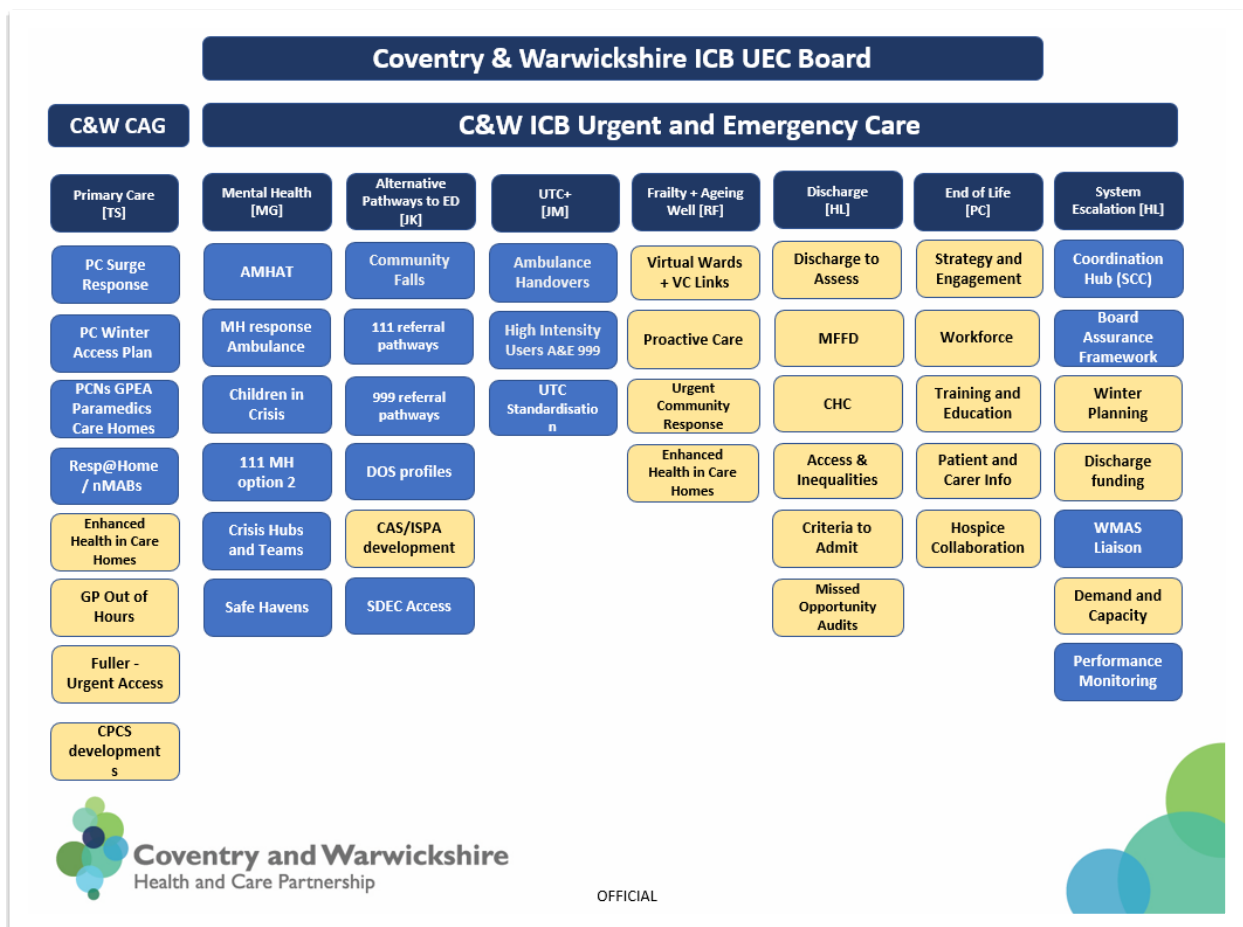 Coventry & Warwickshire ICB UEC Board
C&W CAG
C&W ICB Urgent and Emergency Care
Primary Care
[TS]
PC Surge
Response
PC Winter
Access Plan
PCNs GPEA
Paramedics
Care Homes
Resp@Home
/ nMABs
Enhanced
Health in Care
Homes
GP Out of
Hours
Fuller -
Urgent Access
CPCS
development
s
Mental Health
[MG]
AMHAT
MH response
Ambulance
Children in
Crisis
111 MH
option 2
Crisis Hubs
and Teams
Safe Havens
Alternative
Pathways to ED
[JK]
Community
Falls
111 referral
pathways
999 referral
pathways
DOS profiles
CAS/ISPA
development
SDEC Access
UTC+
[JM]
Ambulance
Handovers
High Intensity
Users A&E 999
UTC
Standardisatio
n
Frailty + Ageing
Well [RF]
Virtual Wards
+ VC Links
Proactive Care
Urgent
Community
Response
Enhanced
Health in Care
Homes
Discharge
[HL]
Discharge to
Assess
MFFD
CHC
Access &
Inequalities
Criteria to
Admit
Missed
Opportunity
Audits
End of Life
[PC]
Strategy and
Engagement
Workforce
Training and
Education
Patient and
Carer Info
Hospice
Collaboration
System
Escalation [HL]
Coordination
Hub (SCC)
Board
Assurance
Framework
Winter
Planning
Discharge
funding
WMAS
Liaison
Demand and
Capacity
Performance
Monitoring
Coventry and Warwickshire
Health and Care Partnership
OFFICIAL